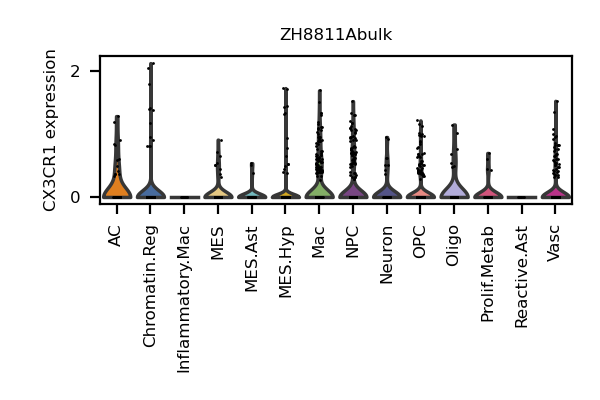 ZH8811Abulk
CX3CR1 expression
2
0
AC
Chromatin.Reg
Inflammatory.Mac
MES
MES.Ast
MES.Hyp
Mac
NPC
Neuron
OPC
Oligo
Prolif.Metab
Reactive.Ast
Vasc